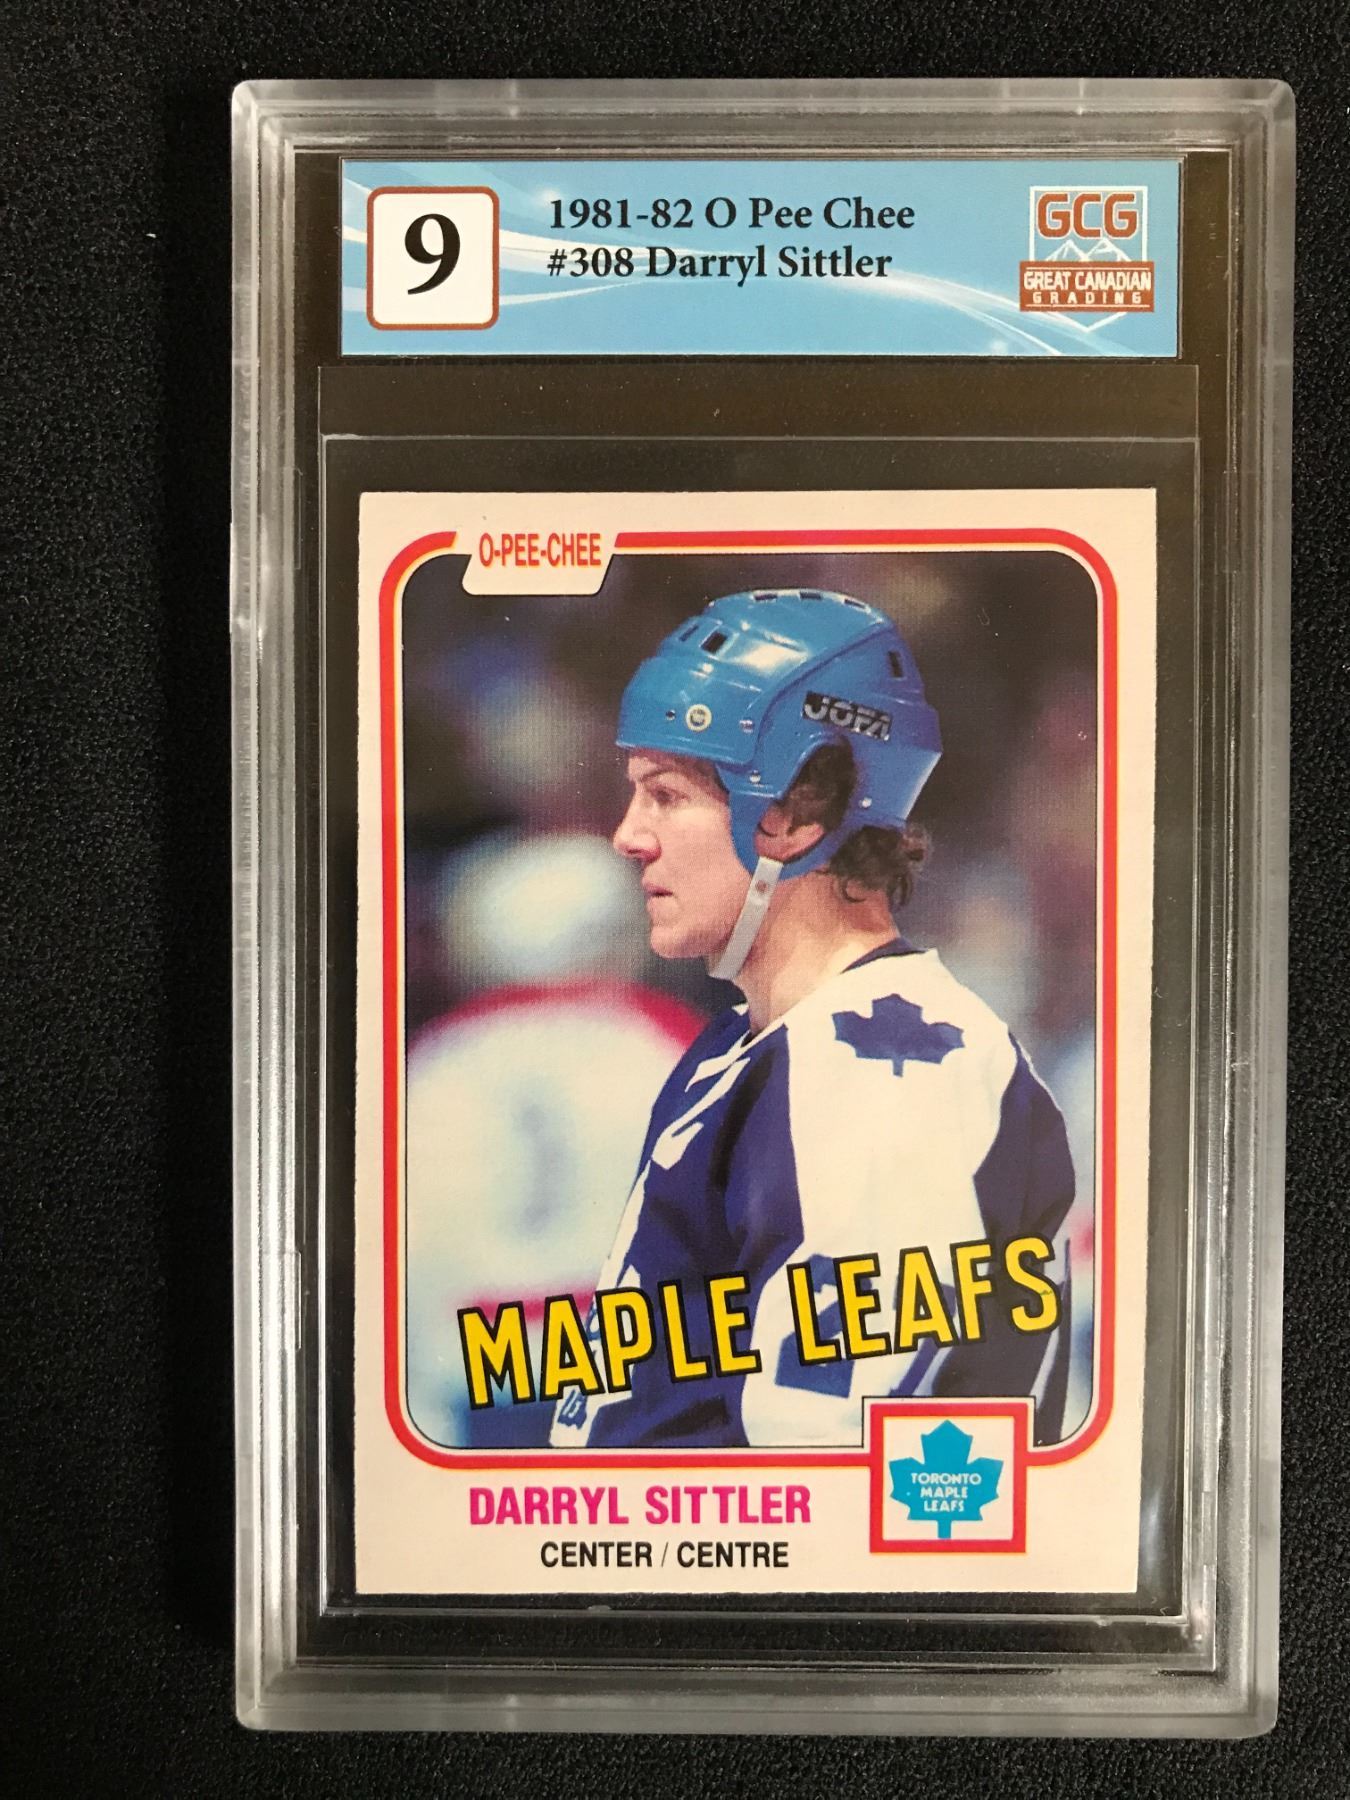 9
1981-82 O Pee Chee
#308 Darryl Sittler
GCG
GREAT CANADIAN
GRADING
O-PEE-CHEE
JOFA
MAPLE LEAFS
DARRYL SITTLER
CENTER / CENTRE
TORONTO
MAPLE
LEAFS